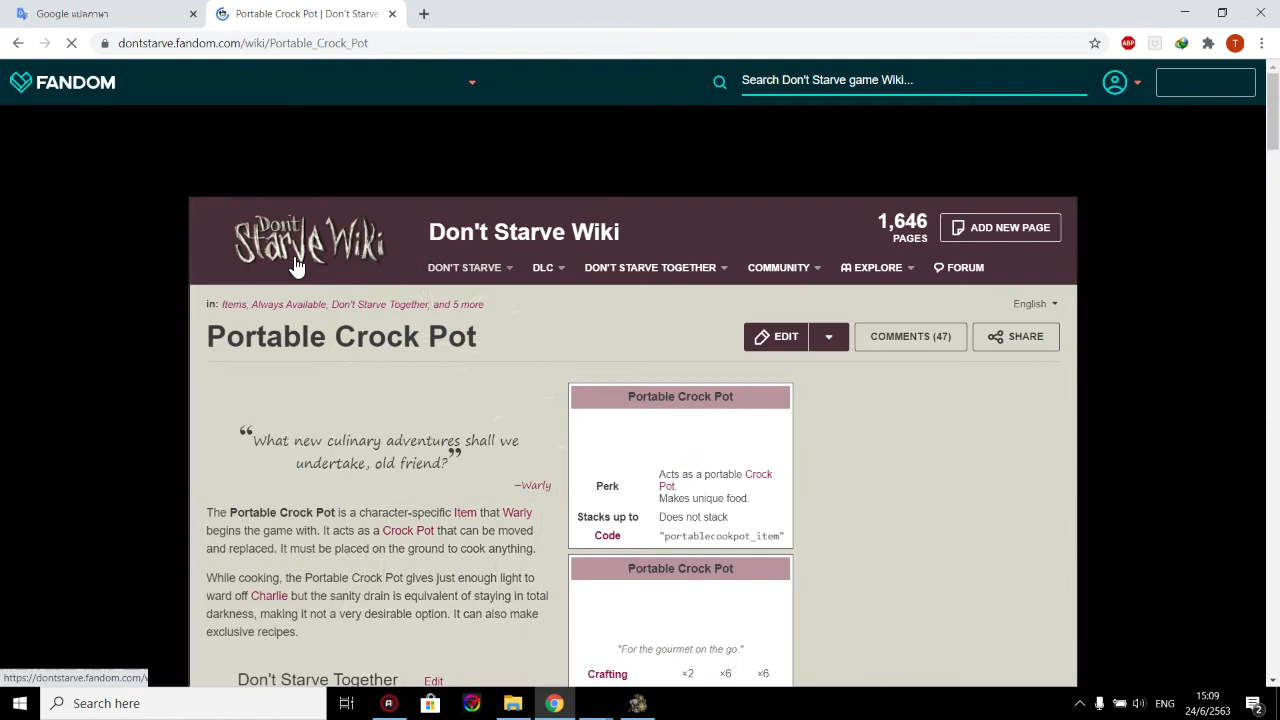 Google แปลภาษา
Portable Crock Pot | Don't Starve
dontstarve.fandom.com/wiki/Portable_Crock_Pot
ABP
T
FANDOM
Search Don't Starve game Wiki...
Don't Starve Wiki
Don't Starve Wiki
1,646
PAGES
ADD NEW PAGE
DON'T STARVE DLC DON'T STARVE TOGETHER COMMUNITY EXPLORE FORUM
in: Items, Always Available, Don't Starve Together, and 5 more
English
Portable Crock Pot
EDIT
COMMENTS (47)
SHARE
“What new culinary adventures shall we
undertake, old friend?”
–Warly
The Portable Crock Pot is a character-specific Item that Warly
begins the game with. It acts as a Crock Pot that can be moved
and replaced. It must be placed on the ground to cook anything.
While cooking, the Portable Crock Pot gives just enough light to
ward off Charlie but the sanity drain is equivalent of staying in total
darkness, making it not a very desirable option. It can also make
exclusive recipes.
Don't Starve Together Edit
Portable Crock Pot
Perk
Acts as a portable Crock
Pot.
Makes unique food.
Stacks up to Does not stack
Code "portablecookpot_item"
Portable Crock Pot
"For the gourmet on the go."
Crafting ×2 ×6 ×6
https://dontstarve.fandom.com/w
Search here
ENG
15:09
24/6/2563
2